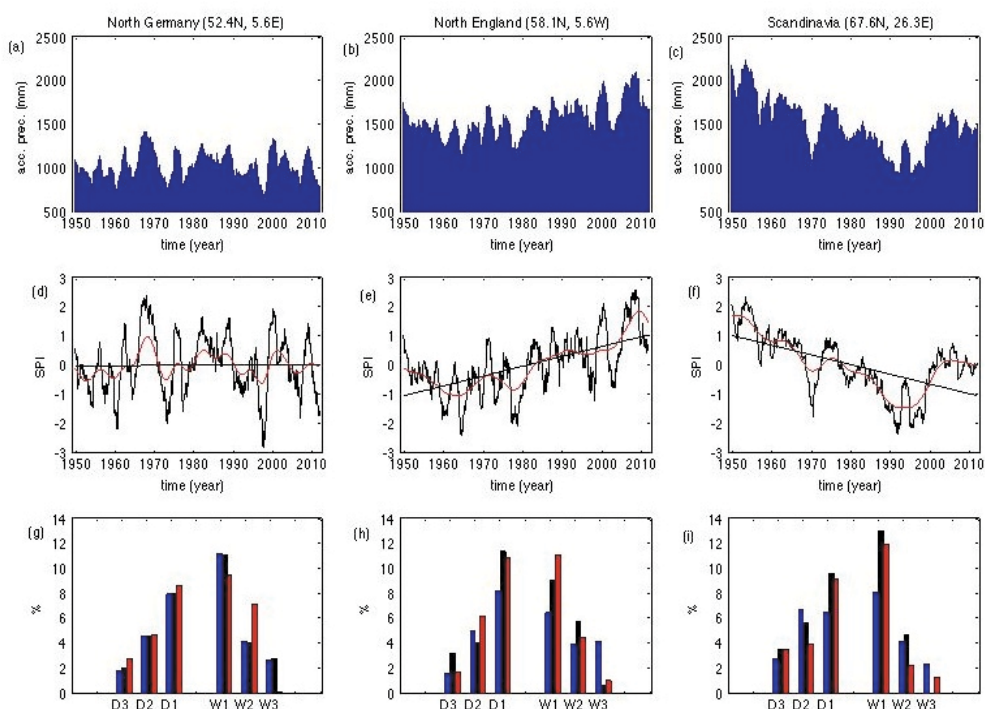 North Germany (52.4N, 5.6E) North England (58.1N, 5.6W) Scandinavia (67.6N, 26.3E)
(a) (b) (c)
2500 2500 2500
2000 2000 2000
1500 1500 1500
1000 1000 1000
500 500 500
acc. prec. (mm) acc. prec. (mm) acc. prec. (mm)
1950 1960 1970 1980 1990 2000 2010 1950 1960 1970 1980 1990 2000 2010 1950 1960 1970 1980 1990 2000 2010
time (year) time (year) time (year)
(d) (e) (f)
3 3 3
2 2 2
1 1 1
0 0 0
-1 -1 -1
-2 -2 -2
-3 -3 -3
SPI SPI SPI
1950 1960 1970 1980 1990 2000 2010 1950 1960 1970 1980 1990 2000 2010 1950 1960 1970 1980 1990 2000 2010
time (year) time (year) time (year)
(g) (h) (i)
14 14 14
12 12 12
10 10 10
8 8 8
6 6 6
4 4 4
2 2 2
0 0 0
% % %
D3 D2 D1 W1 W2 W3 D3 D2 D1 W1 W2 W3 D3 D2 D1 W1 W2 W3